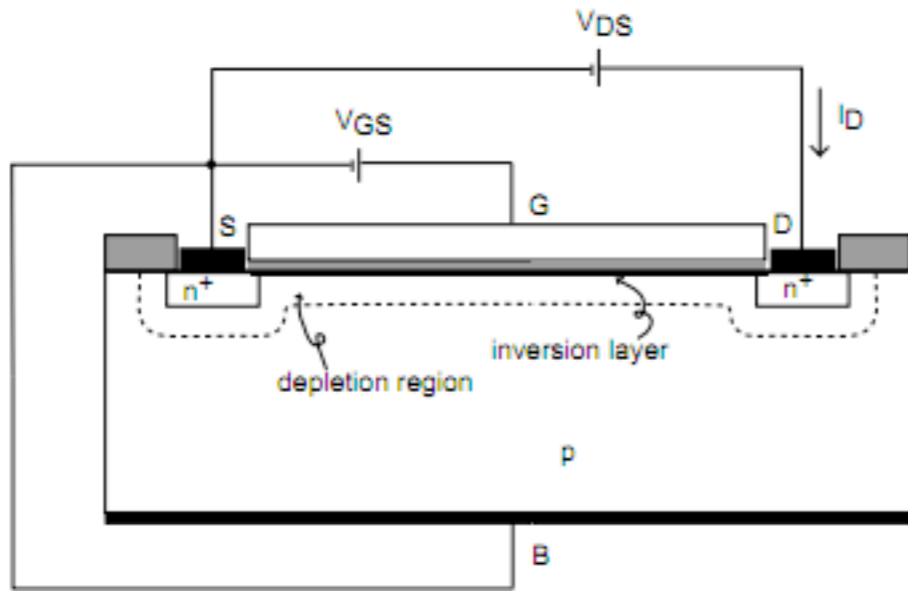 VDS
ID
VGS
G
S
D
n+
n+
inversion layer
depletion region
p
B